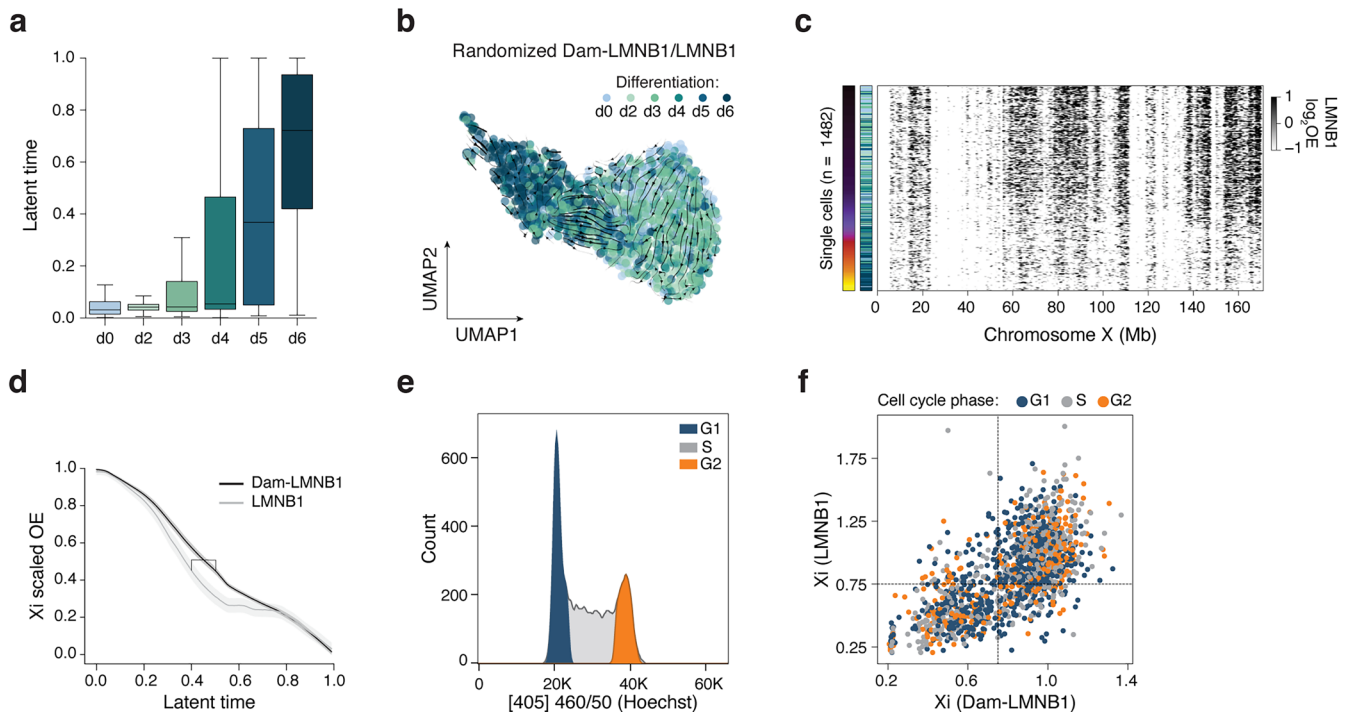 a
1.0
0.8
0.6
0.4
0.2
0.0
Latent time
d0 d2 d3 d4 d5 d6
b
Randomized Dam-LMNB1/LMNB1
Differentiation:
d0 d2 d3 d4 d5 d6
UMAP2
UMAP1
c
Single cells (n = 1482)
0 20 40 60 80 100 120 140 160
Chromosome X (Mb)
1
0
−1
LMNB1
log2OE
d
1.0
0.8
0.6
0.4
0.2
0.0
Xi scaled OE
Dam-LMNB1
LMNB1
0.0 0.2 0.4 0.6 0.8 1.0
Latent time
e
G1
S
G2
600
400
200
0
Count
0 20K 40K 60K
[405] 460/50 (Hoechst)
f
Cell cycle phase: G1 S G2
1.75
1.25
0.75
0.25
Xi (LMNB1)
0.2 0.6 1.0 1.4
Xi (Dam-LMNB1)